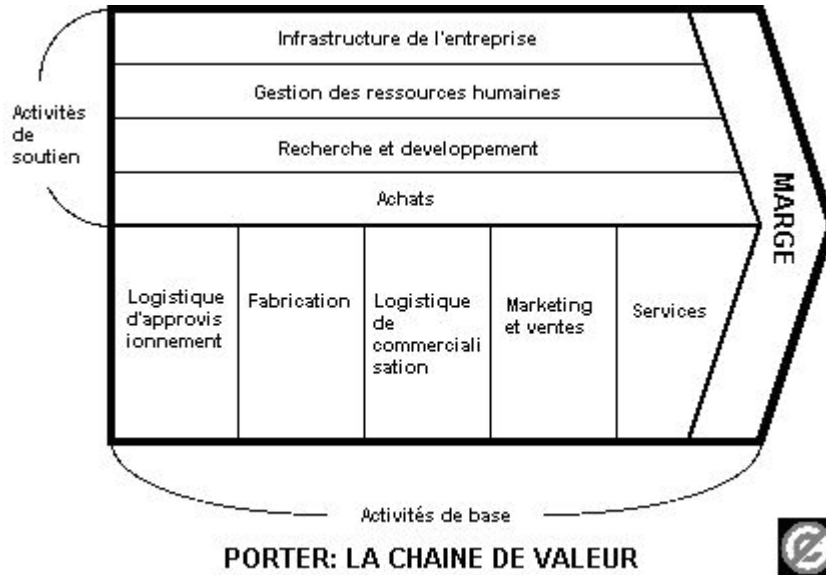 Infrastructure de l'entreprise
Gestion des ressources humaines
Recherche et developpement
Achats
Activités
de
soutien
MARGE
Logistique
d'approvis
ionnement
Fabrication
Logistique
de
commerciali
sation
Marketing
et ventes
Services
Activités de base
PORTER: LA CHAINE DE VALEUR